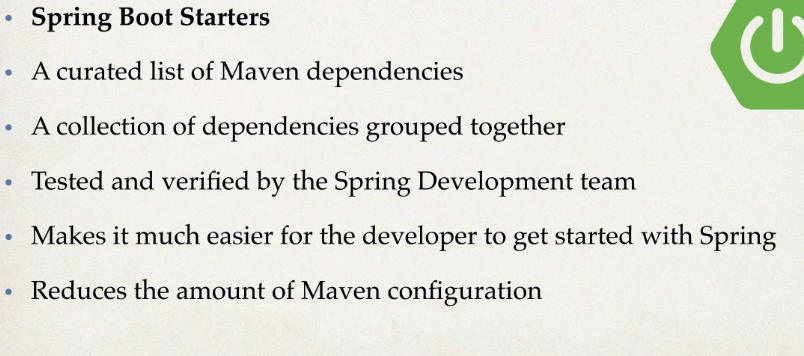 Spring Boot Starters
A curated list of Maven dependencies
A collection of dependencies grouped together
Tested and verified by the Spring Development team
Makes it much easier for the developer to get started with Spring
Reduces the amount of Maven configuration